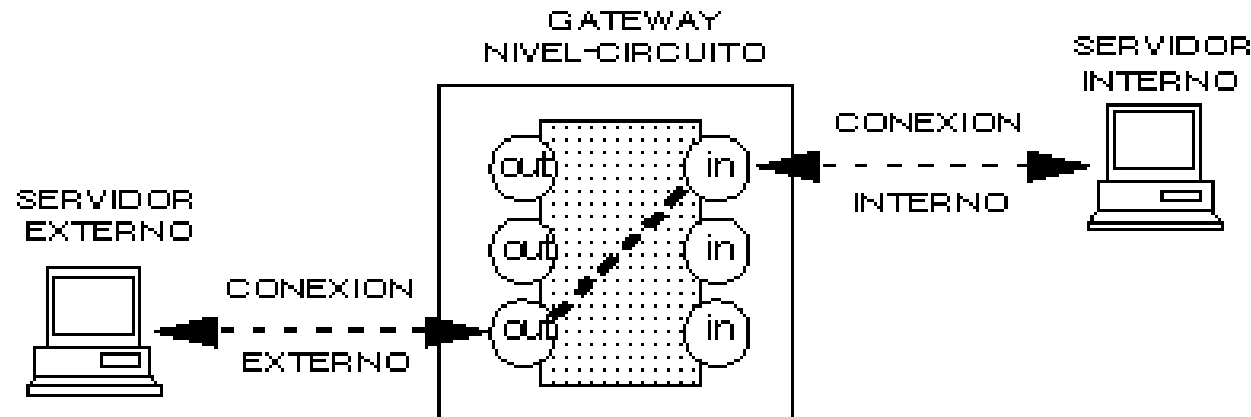 GATEWAY
NIVEL-CIRCUITO
SERVIDOR
INTERNO
CONEXION
INTERNO
out
in
out
in
out
in
SERVIDOR
EXTERNO
CONEXION
EXTERNO